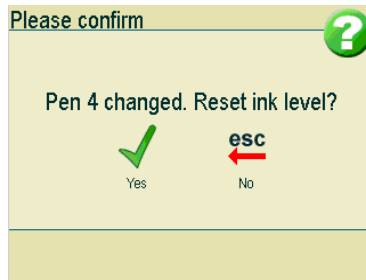 Please confirm
Pen 4 changed. Reset ink level?
esc
Yes No